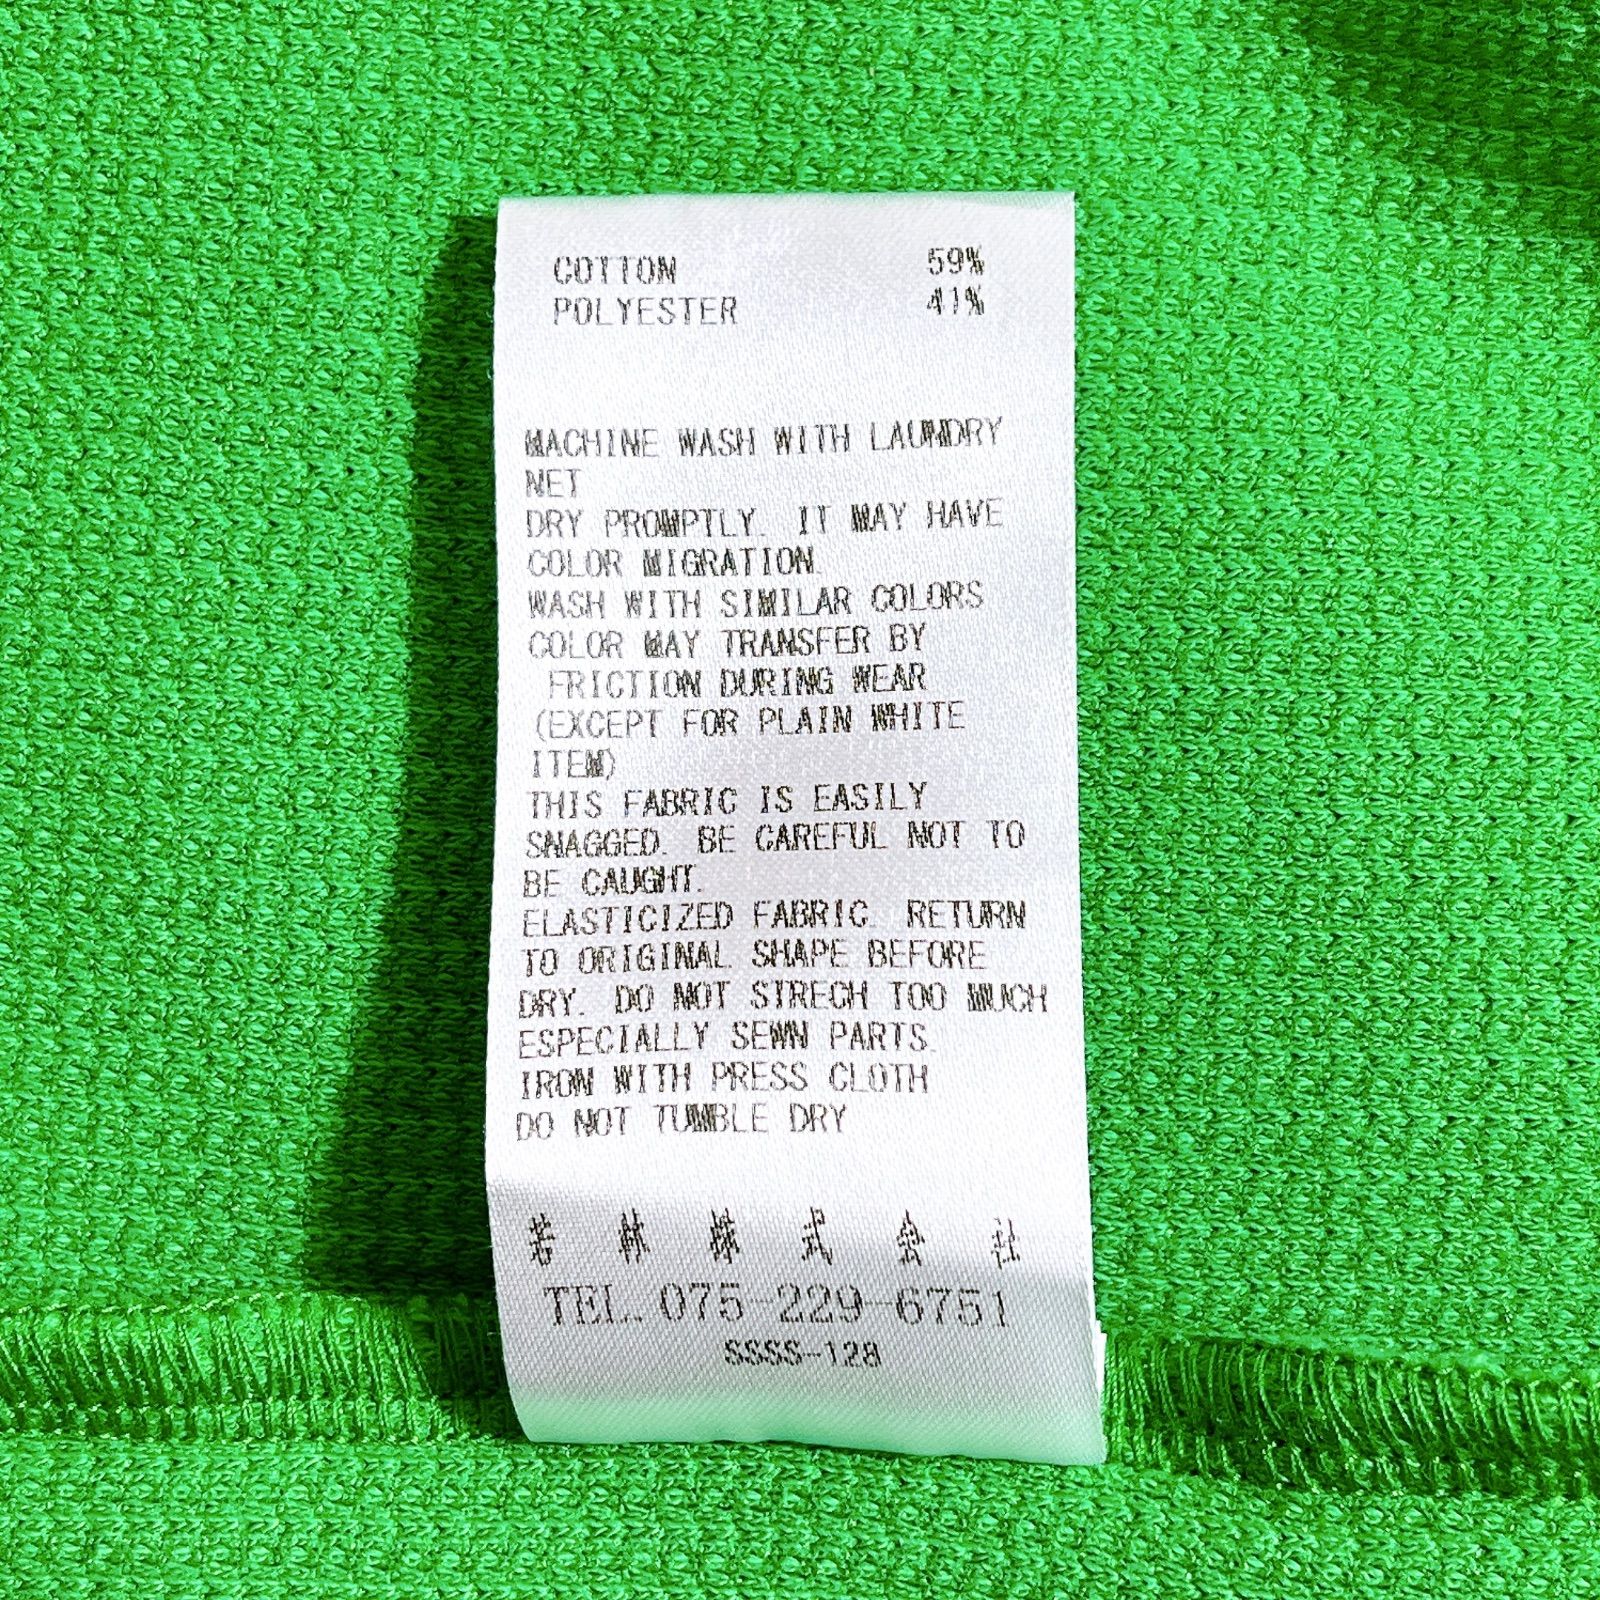 COTTON 59%
POLYESTER 41%
MACHINE WASH WITH LAUNDRY
NET
DRY PROMPTLY. IT MAY HAVE
COLOR MIGRATION.
WASH WITH SIMILAR COLORS
COLOR MAY TRANSFER BY
FRICTION DURING WEAR
(EXCEPT FOR PLAIN WHITE
ITEM)
THIS FABRIC IS EASILY
SNAGGED. BE CAREFUL NOT TO
BE CAUGHT.
ELASTICIZED FABRIC. RETURN
TO ORIGINAL SHAPE BEFORE
DRY. DO NOT STRECH TOO MUCH
ESPECIALLY SEWN PARTS.
IRON WITH PRESS CLOTH
DO NOT TUMBLE DRY
若林株式会社
TEL. 075-229-6751
SSSS-128